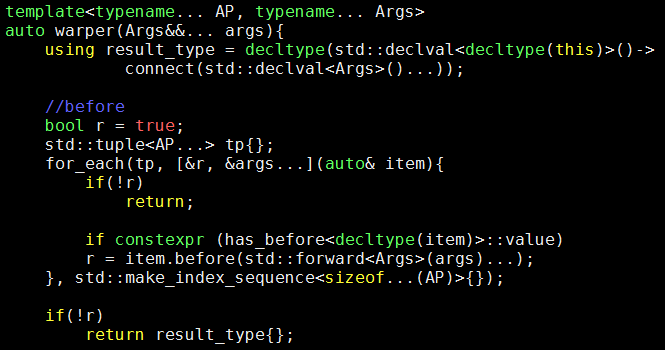 template<typename... AP, typename... Args>
auto warper(Args&&... args){
    using result_type = decltype(std::declval<decltype(this)>()->
            connect(std::declval<Args>()...));

    //before
    bool r = true;
    std::tuple<AP...> tp{};
    for_each(tp, [&r, &args...](auto& item){
        if(!r)
            return;

        if constexpr (has_before<decltype(item)>::value)
        r = item.before(std::forward<Args>(args)...);
    }, std::make_index_sequence<sizeof...(AP)>{});

    if(!r)
        return result_type{};